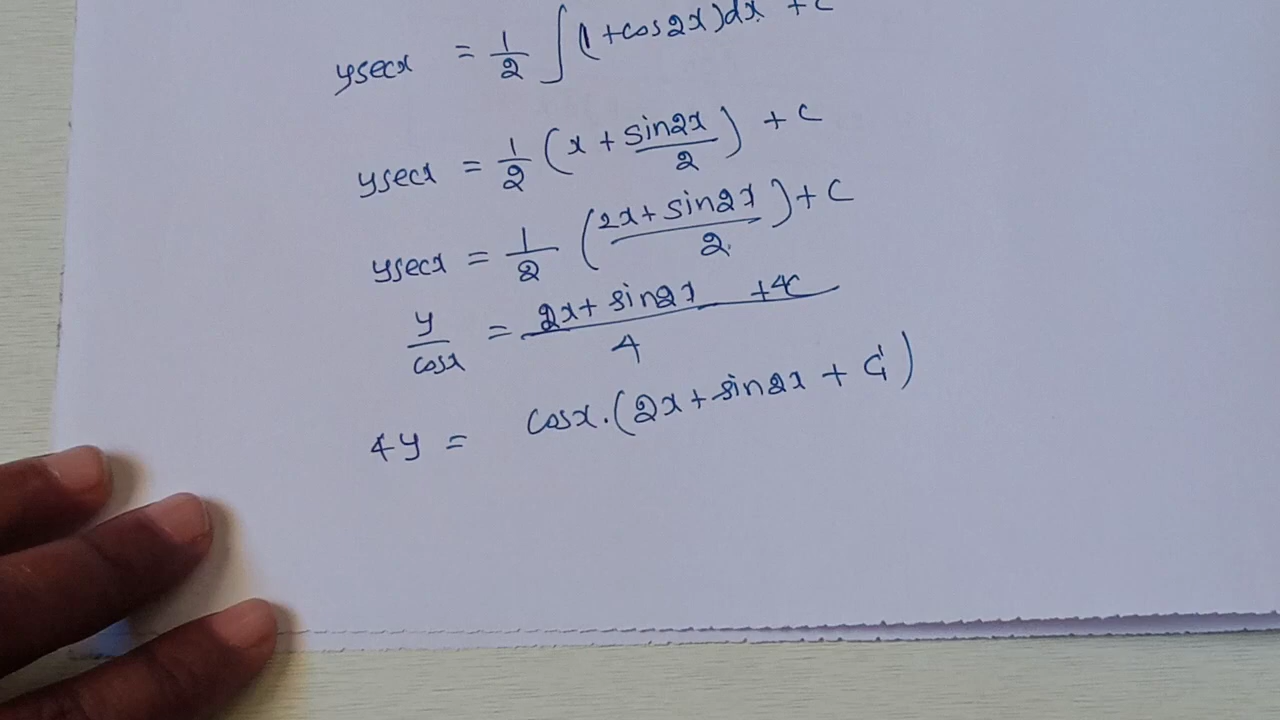 ysecx = 1/2 ∫(1+cos2x)dx + c
ysecx = 1/2 (x + sin2x/2) + c
ysecx = 1/2 (2x+sin2x/2) + c
y/cosx = 2x+sin2x +4c/4
4y = cosx.(2x+sin2x + C₁)